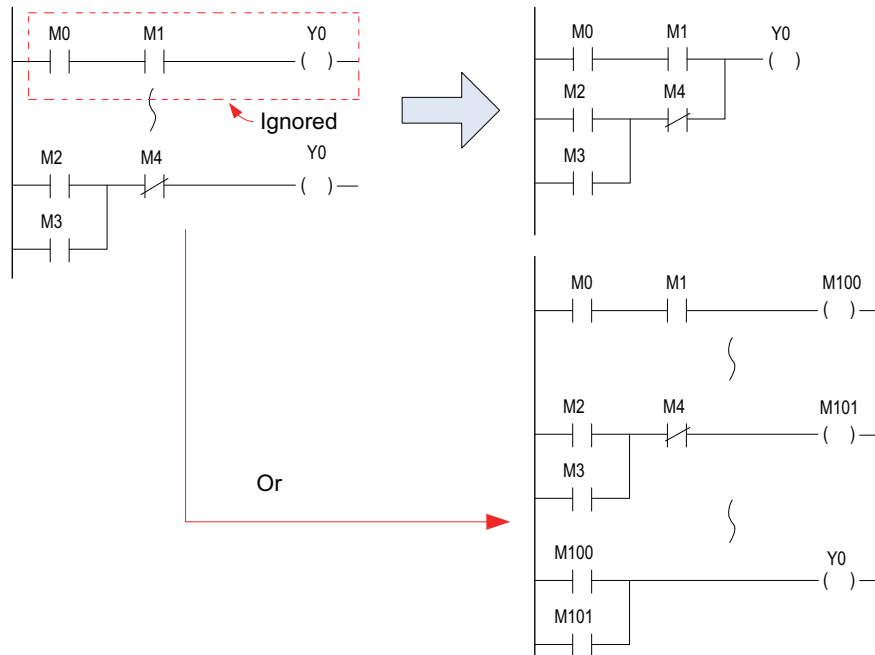 M0 M1 Y0
Ignored
M2 M4 Y0
M3
M0 M1 Y0
M2 M4
M3
Or
M0 M1 M100
M2 M4 M101
M3
M100 Y0
M101